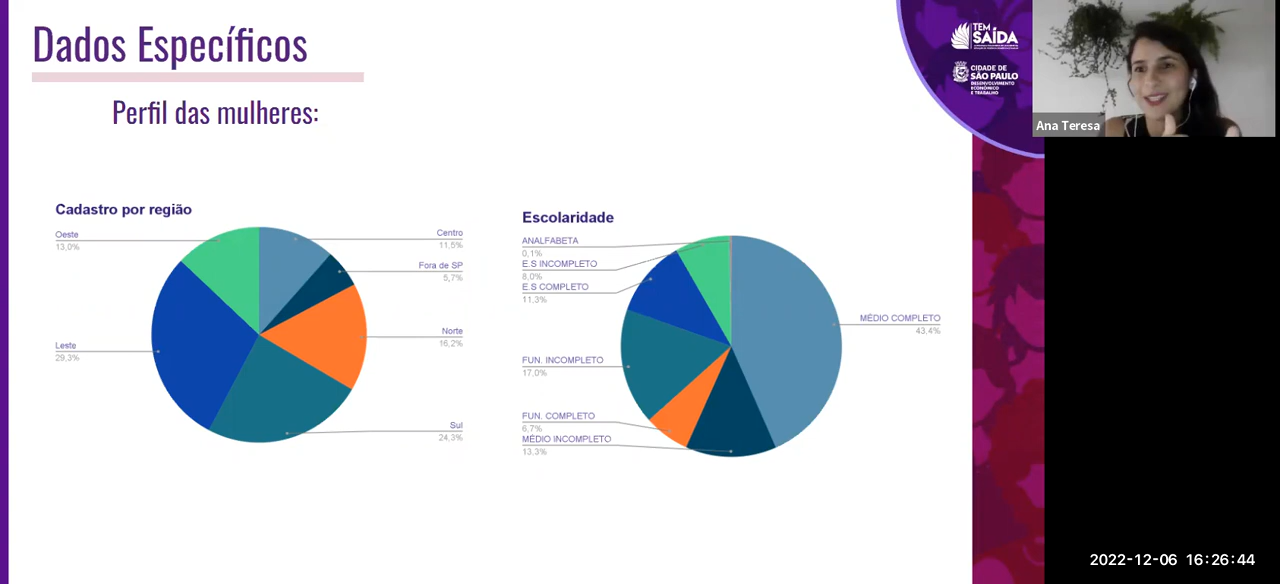 Dados Específicos
Perfil das mulheres:
TEM
SAÍDA
CIDADE DE
SÃO PAULO
DESENVOLVIMENTO
ECONÔMICO
E TRABALHO
Ana Teresa
Cadastro por região
Oeste
13,0%
Leste
29,3%
Centro
11,5%
Fora de SP
5,7%
Norte
16,2%
Sul
24,3%
Escolaridade
ANALFABETA
0,1%
E.S INCOMPLETO
8,0%
E.S COMPLETO
11,3%
FUN. INCOMPLETO
17,0%
FUN. COMPLETO
6,7%
MÉDIO INCOMPLETO
13,3%
MÉDIO COMPLETO
43,4%
2022-12-06 16:26:44